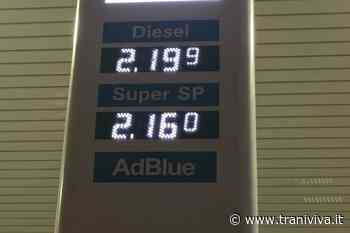 Diesel
2.199
Super SP
2.160
AdBlue
www.traniviva.it